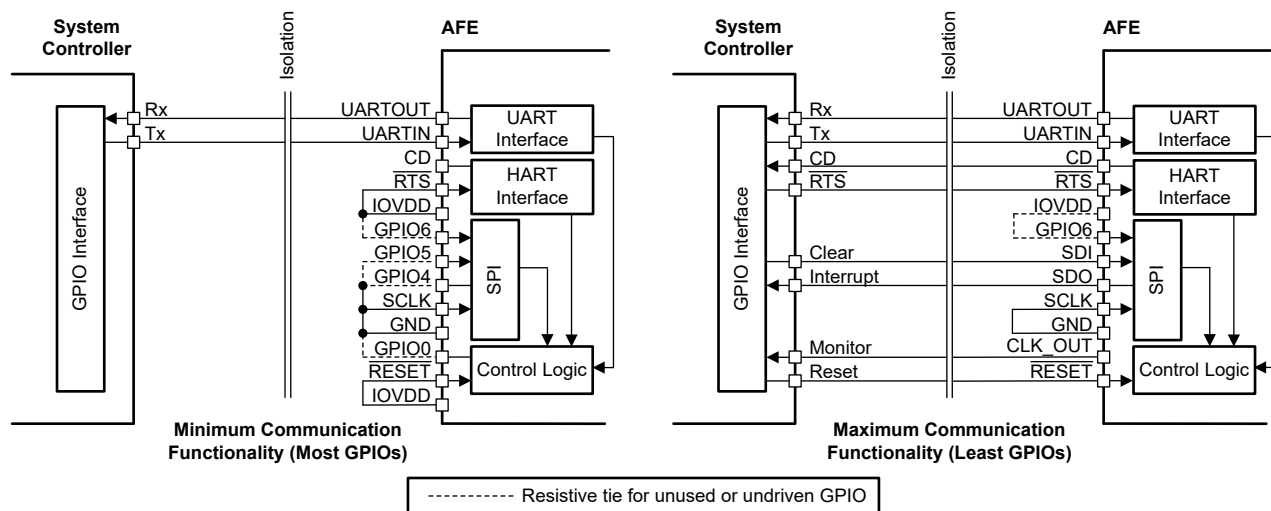 System
Controller
Isolation
AFE
GPIO Interface
Rx
Tx
UARTOUT
UARTIN
CD
RTS
IOVDD
GPIO6
GPIO5
GPIO4
SCLK
GND
GPIO0
RESET
IOVDD
UART
Interface
HART
Interface
SPI
Control Logic
Minimum Communication
Functionality (Most GPIOs)
System
Controller
Isolation
AFE
GPIO Interface
Rx
Tx
CD
RTS
Clear
Interrupt
Monitor
Reset
UARTOUT
UARTIN
CD
RTS
IOVDD
GPIO6
SDI
SDO
SCLK
GND
CLK_OUT
RESET
UART
Interface
HART
Interface
SPI
Control Logic
Maximum Communication
Functionality (Least GPIOs)
Resistive tie for unused or undriven GPIO